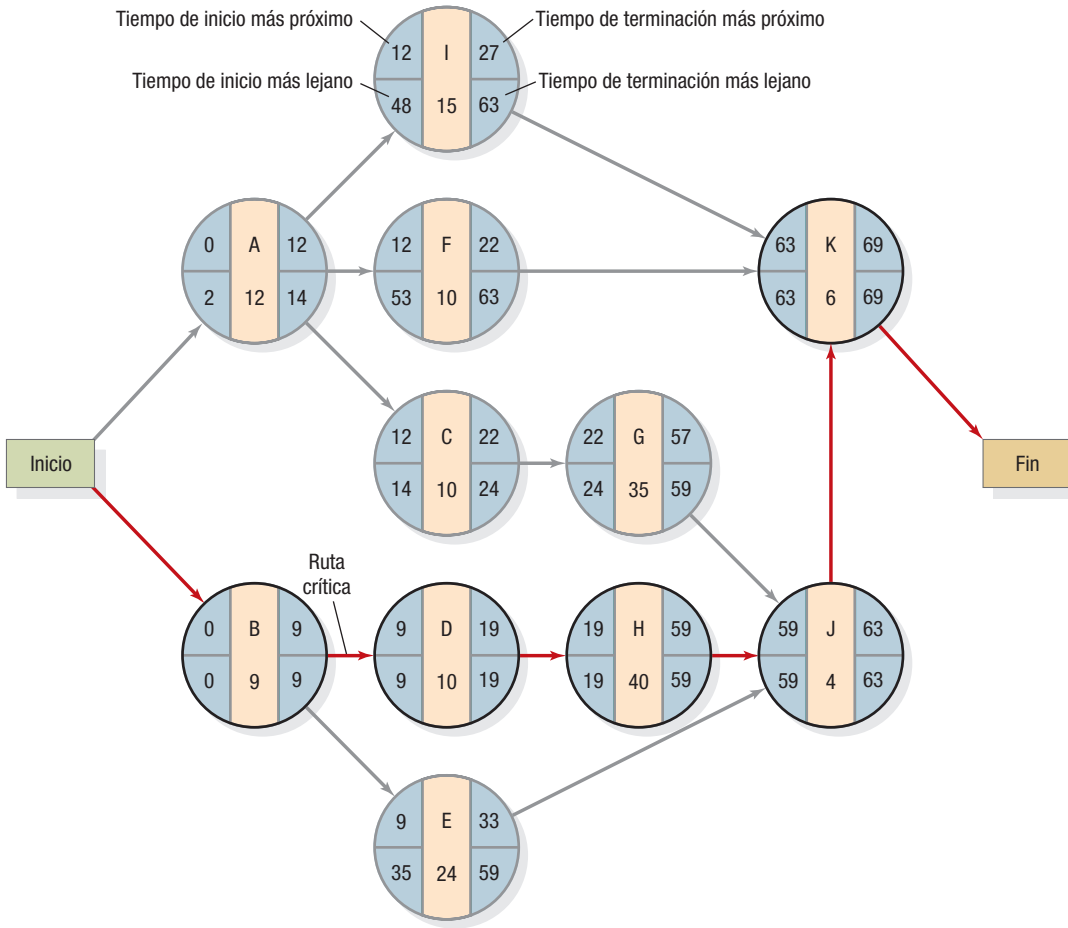 Tiempo de inicio más próximo
Tiempo de terminación más próximo
12 I 27
Tiempo de inicio más lejano
Tiempo de terminación más lejano
48 15 63
0 A 12
2 12 14
12 F 22
53 10 63
63 K 69
63 6 69
Inicio
12 C 22
14 10 24
22 G 57
24 35 59
Fin
Ruta
crítica
0 B 9
0 9 9
9 D 19
9 10 19
19 H 59
19 40 59
59 J 63
59 4 63
9 E 33
35 24 59